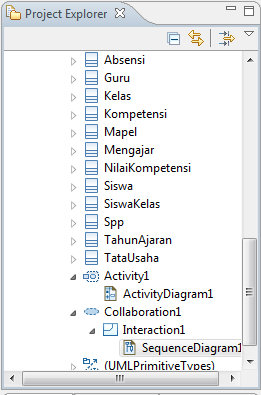 Project Explorer
Absensi
Guru
Kelas
Kompetensi
Mapel
Mengajar
NilaiKompetensi
Siswa
SiswaKelas
Spp
TahunAjaran
TataUsaha
Activity1
ActivityDiagram1
Collaboration1
Interaction1
SequenceDiagram1
(UMLPrimitiveTypes)